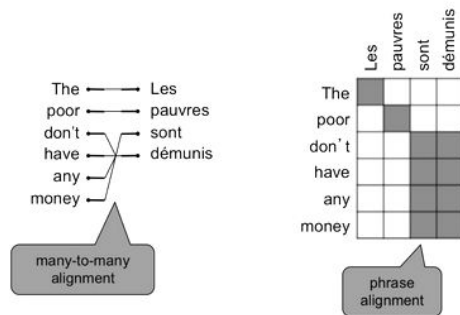 The Les
poor pauvres
don't sont
have démunis
any
money
many-to-many
alignment
Les
pauvres
sont
démunis
The
poor
don't
have
any
money
phrase
alignment